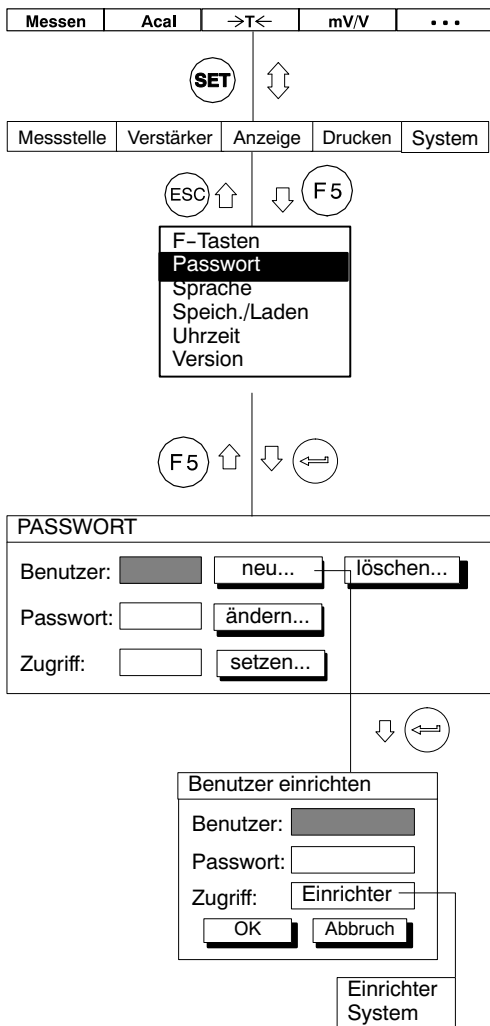 Messen Acal →T← mV/V ...
SET
Messstelle Verstärker Anzeige Drucken System
ESC F5
F-Tasten
Passwort
Sprache
Speich./Laden
Uhrzeit
Version
F5
PASSWORT
Benutzer: neu... löschen...
Passwort: ändern...
Zugriff: setzen...
Benutzer einrichten
Benutzer:
Passwort:
Zugriff: Einrichter
OK Abbruch
Einrichter
System